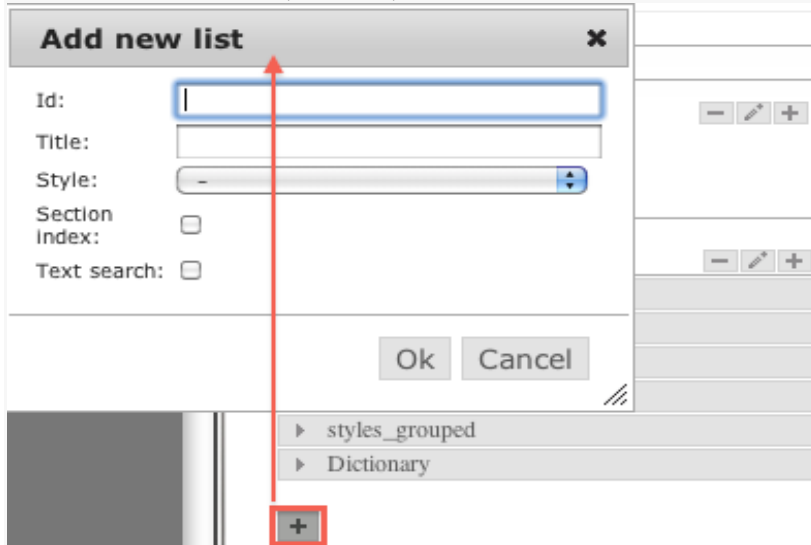 Add new list
Id:
Title:
Style: -
Section
index:
Text search:
Ok Cancel
styles_grouped
Dictionary